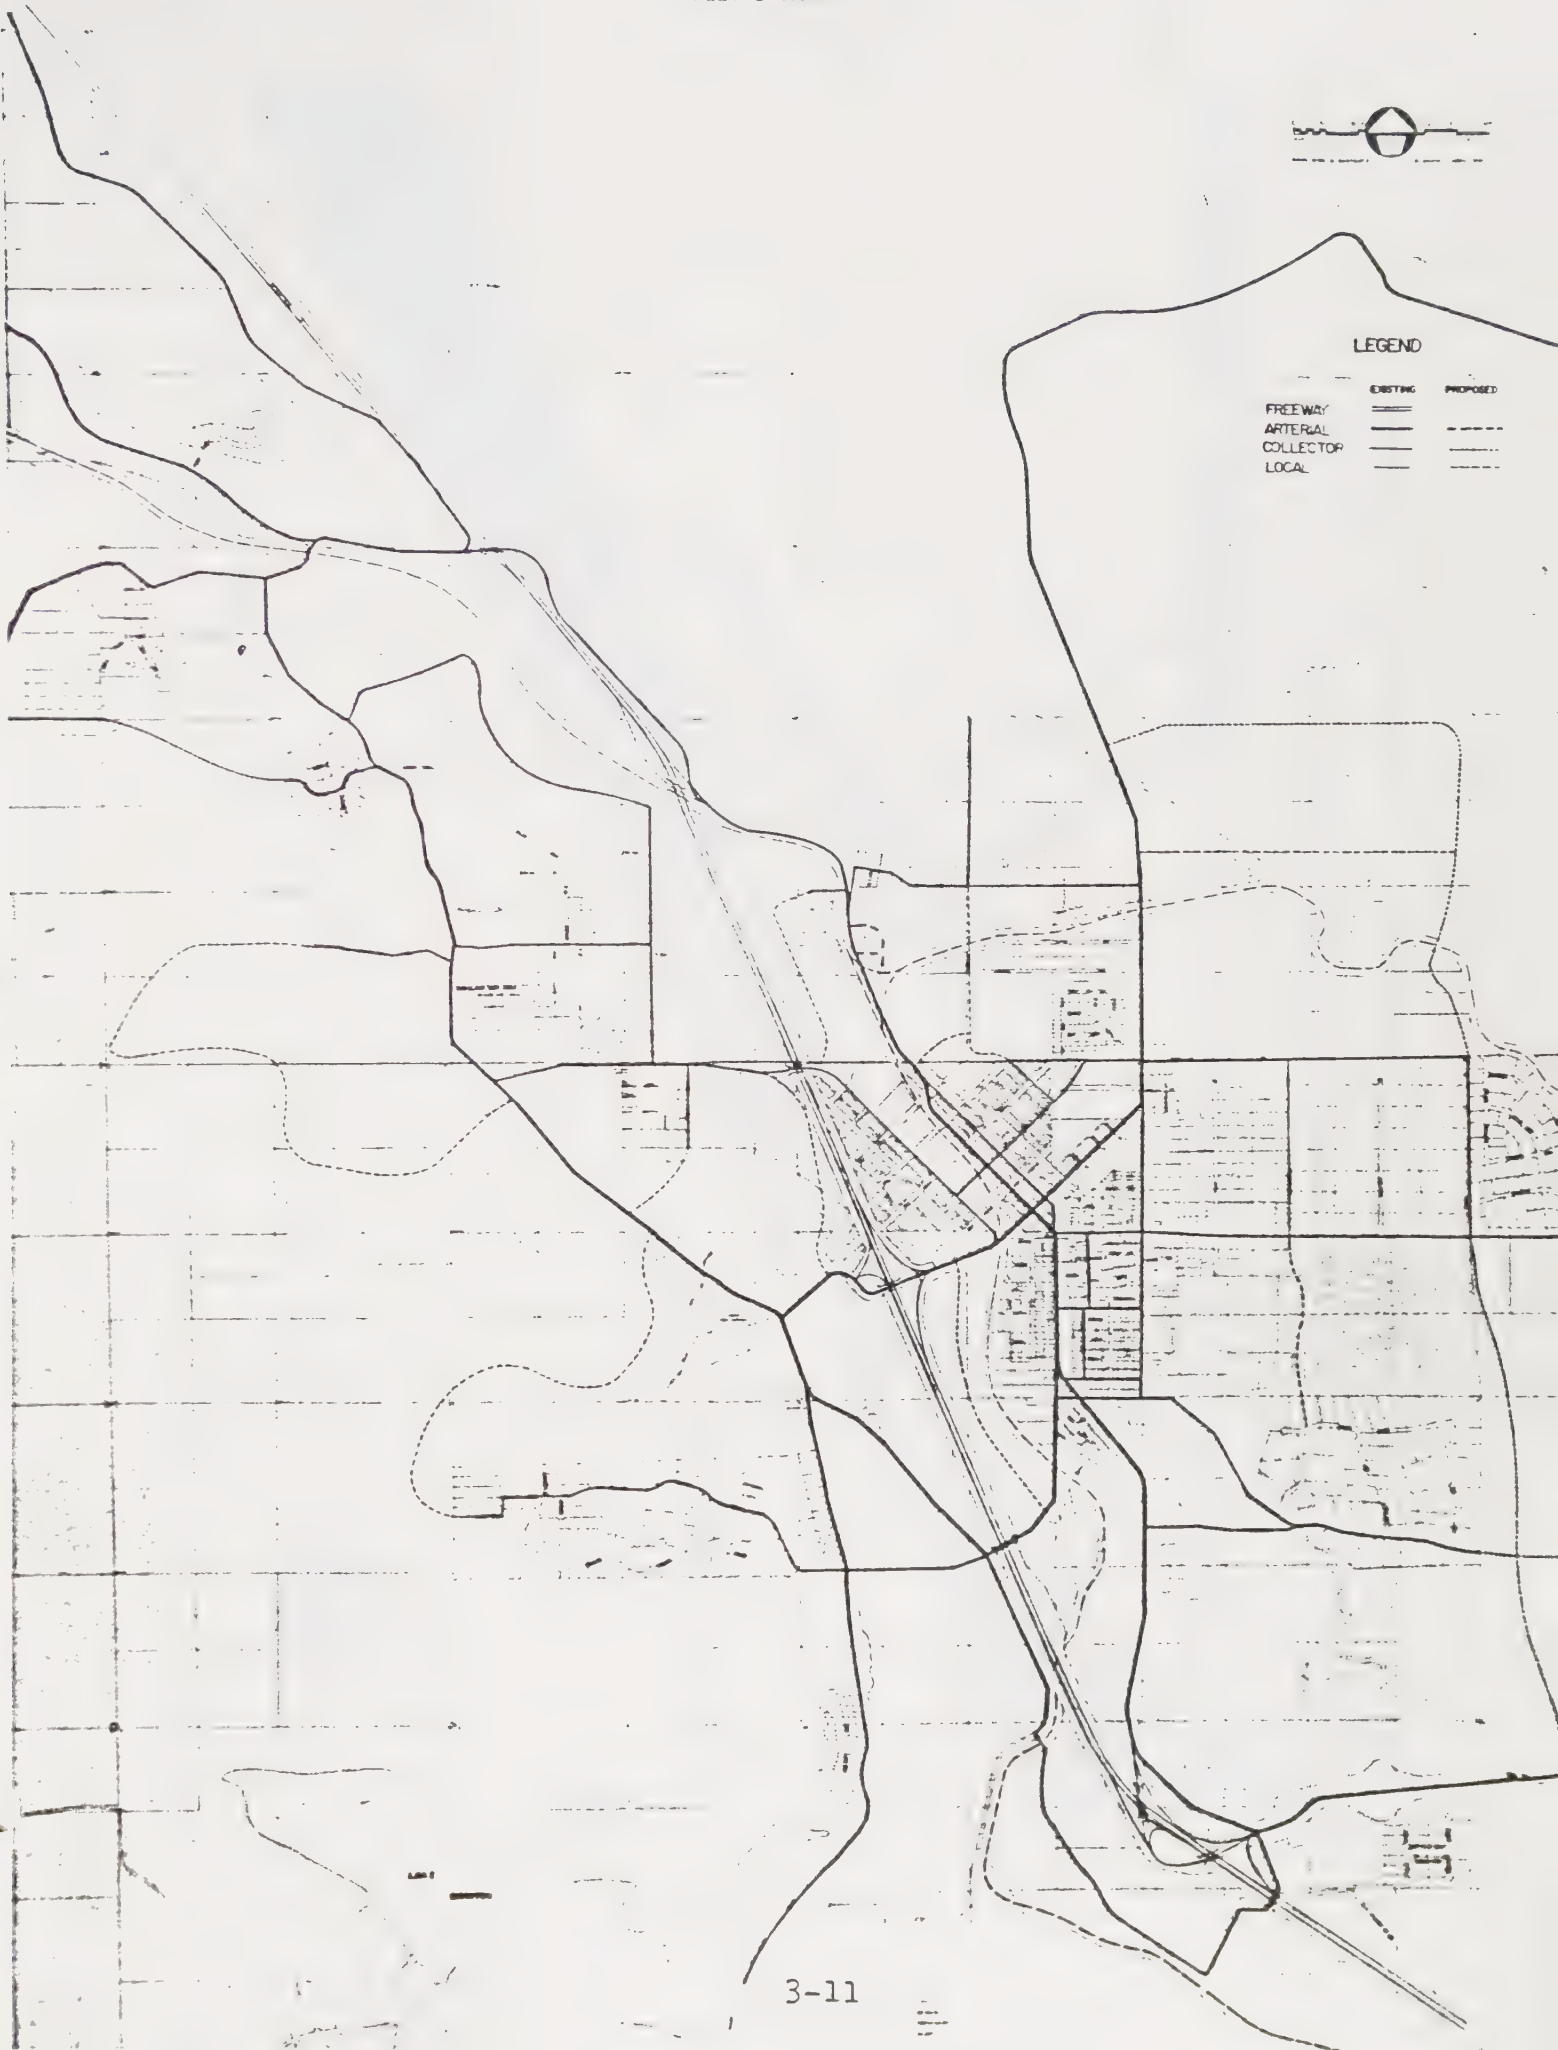 LEGEND
EXISTING PROPOSED
FREEWAY
ARTERIAL
COLLECTOR
LOCAL
3-11